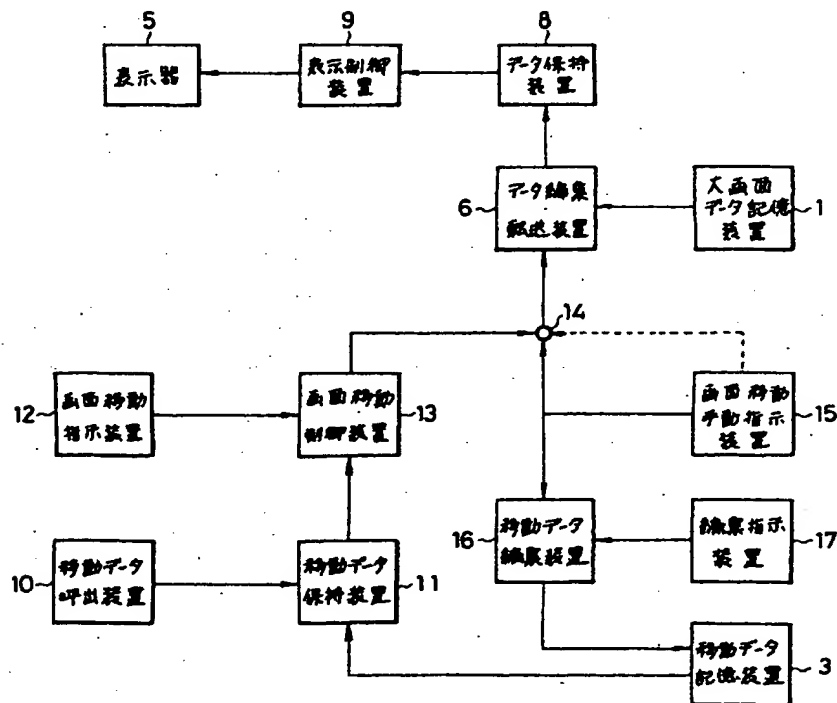 5
9
8
表示器
表示制御
装置
データ保持
装置
6
データ編集
転送装置
大画面
データ記憶
装置
1
14
12
画面移動
指示装置
画面移動
制御装置
13
画面移動
手動指示
装置
15
10
移動データ
呼出装置
移動データ
保持装置
11
16
移動データ
編集装置
編集指示
装置
17
移動データ
記憶装置
3